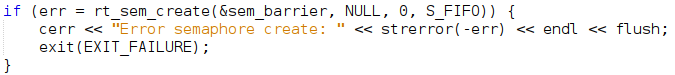 if (err = rt_sem_create(&sem_barrier, NULL, 0, S_FIFO)) {
    cerr << "Error semaphore create: " << strerror(-err) << endl << flush;
    exit(EXIT_FAILURE);
}